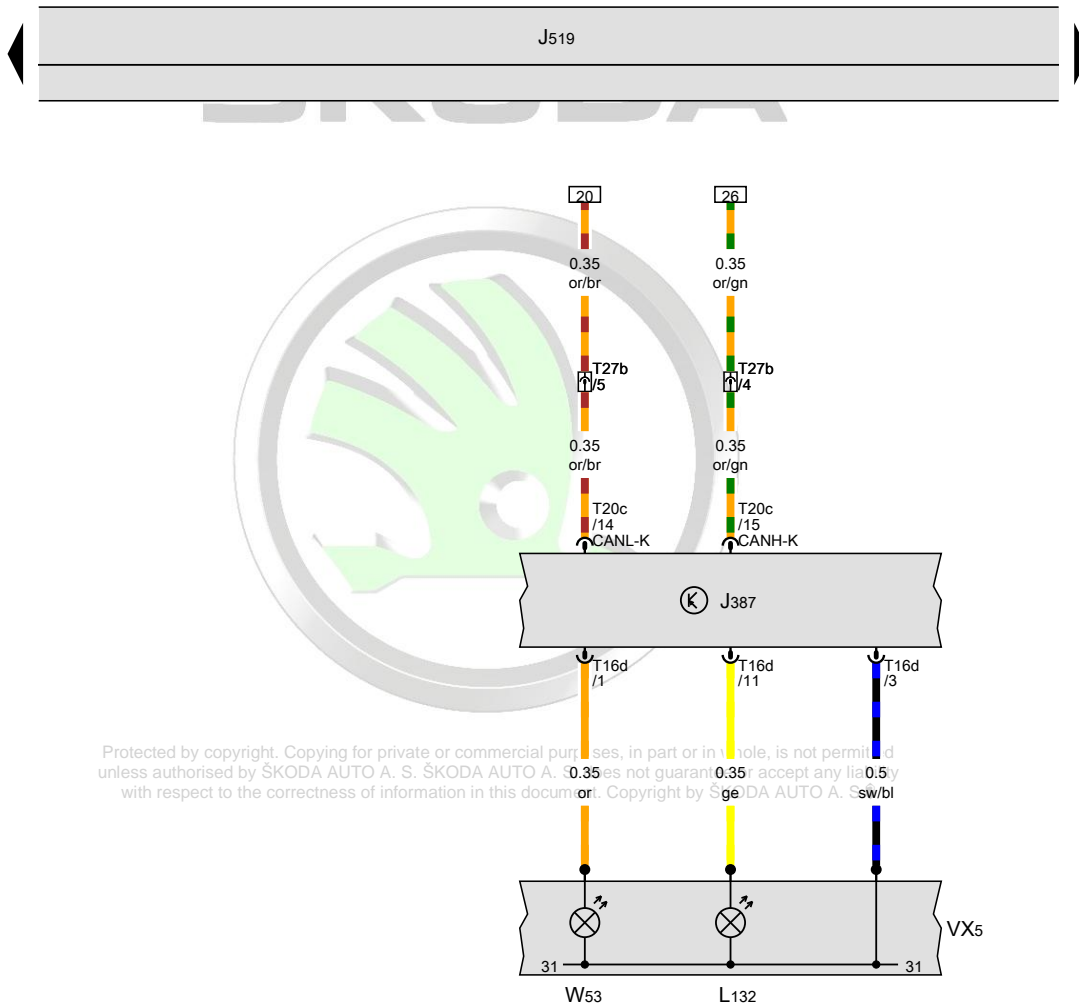 J519
ŠKODA
20 26
0.35 0.35
or/br or/gn
T27b T27b
/5 /4
0.35 0.35
or/br or/gn
T20c T20c
/14 /15
CANL-K CANH-K
K J387
T16d T16d T16d
/1 /11 /3
Protected by copyright. Copying for private or commercial purposes, in part or in whole, is not permitted
unless authorised by ŠKODA AUTO A. S. ŠKODA AUTO A. S. does not guarantee or accept any liability
with respect to the correctness of information in this document. Copyright by ŠKODA AUTO A. S.
0.35 0.35 0.5
or ge sw/bl
VX5
31 31
W53 L132